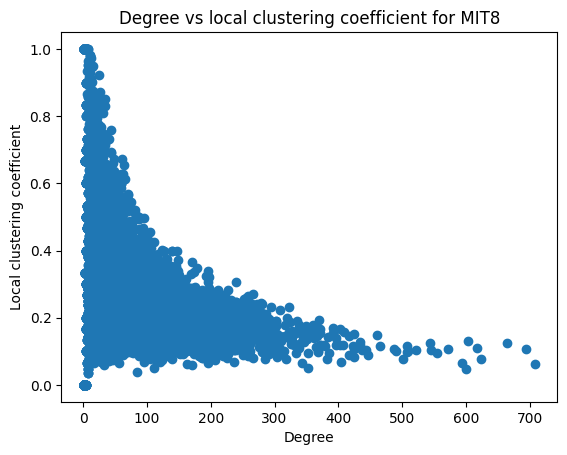 Degree vs local clustering coefficient for MIT8
1.0
0.8
0.6
0.4
0.2
0.0
Local clustering coefficient
0 100 200 300 400 500 600 700
Degree